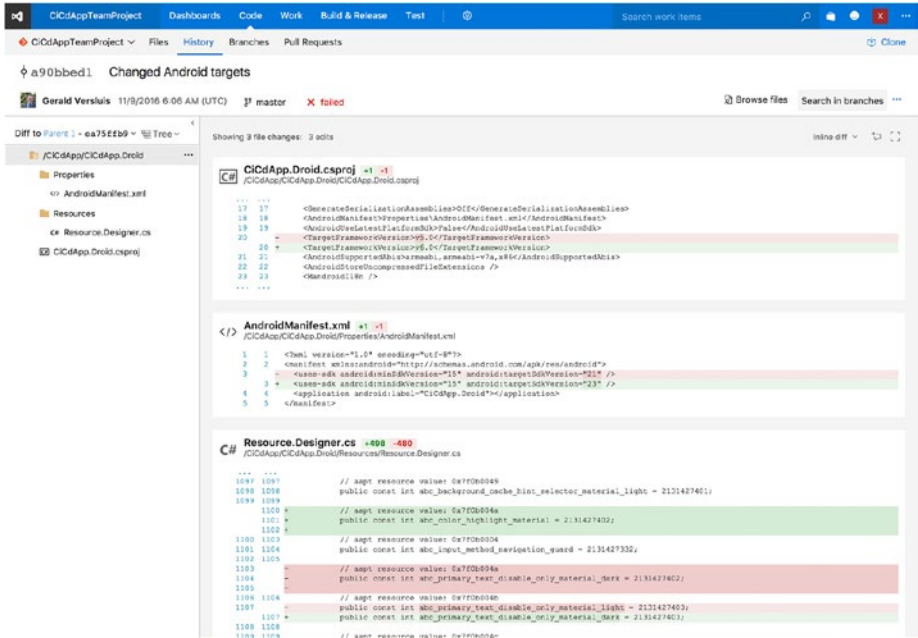 CiCdAppTeamProject Dashboards Code Work Build & Release Test Search work items X ...
CiCdAppTeamProject Files History Branches Pull Requests Clone
a90bbed1 Changed Android targets
Gerald Versluis 11/9/2016 6:06 AM (UTC) master X failed Browse files Search in branches ...
Diff to Parent 1 - ea75ffb9 Tree
Showing 3 file changes: 3 edits Inline diff
/CiCdApp/CiCdApp.Droid ...
Properties
</> AndroidManifest.xml
Resources
C# Resource.Designer.cs
CiCdApp.Droid.csproj
C# CiCdApp.Droid.csproj +1 -1
/CiCdApp/CiCdApp.Droid/CiCdApp.Droid.csproj
... ...
17 17 <GenerateSerializationAssemblies>Off</GenerateSerializationAssemblies>
18 18 <AndroidManifest>Properties\AndroidManifest.xml</AndroidManifest>
19 19 <AndroidUseLatestPlatformSdk>False</AndroidUseLatestPlatformSdk>
20 - <TargetFrameworkVersion>v5.0</TargetFrameworkVersion>
20 + <TargetFrameworkVersion>v6.0</TargetFrameworkVersion>
21 21 <AndroidSupportedAbis>armeabi,armeabi-v7a,x86</AndroidSupportedAbis>
22 22 <AndroidStoreUncompressedFileExtensions />
23 23 <MandroidI18n />
... ...
</> AndroidManifest.xml +1 -1
/CiCdApp/CiCdApp.Droid/Properties/AndroidManifest.xml
1 1 <?xml version="1.0" encoding="utf-8"?>
2 2 <manifest xmlns:android="http://schemas.android.com/apk/res/android">
3 - <uses-sdk android:minSdkVersion="15" android:targetSdkVersion="21" />
3 + <uses-sdk android:minSdkVersion="15" android:targetSdkVersion="23" />
4 4 <application android:label="CiCdApp.Droid"></application>
5 5 </manifest>
C# Resource.Designer.cs +498 -480
/CiCdApp/CiCdApp.Droid/Resources/Resource.Designer.cs
... ...
1097 1097 // aapt resource value: 0x7f0b0049
1098 1098 public const int abc_background_cache_hint_selector_material_light = 2131427401;
1099 1099
1100 + // aapt resource value: 0x7f0b004a
1101 + public const int abc_color_highlight_material = 2131427402;
1102 +
1100 1103 // aapt resource value: 0x7f0b0004
1101 1104 public const int abc_input_method_navigation_guard = 2131427332;
1102 1105
1103 - // aapt resource value: 0x7f0b004a
1104 - public const int abc_primary_text_disable_only_material_dark = 2131427402;
1105 -
1106 1106 // aapt resource value: 0x7f0b004b
1107 - public const int abc_primary_text_disable_only_material_light = 2131427403;
1107 + public const int abc_primary_text_disable_only_material_dark = 2131427403;
1108 1108
1109 1109 // aapt resource value: 0x7f0b004c